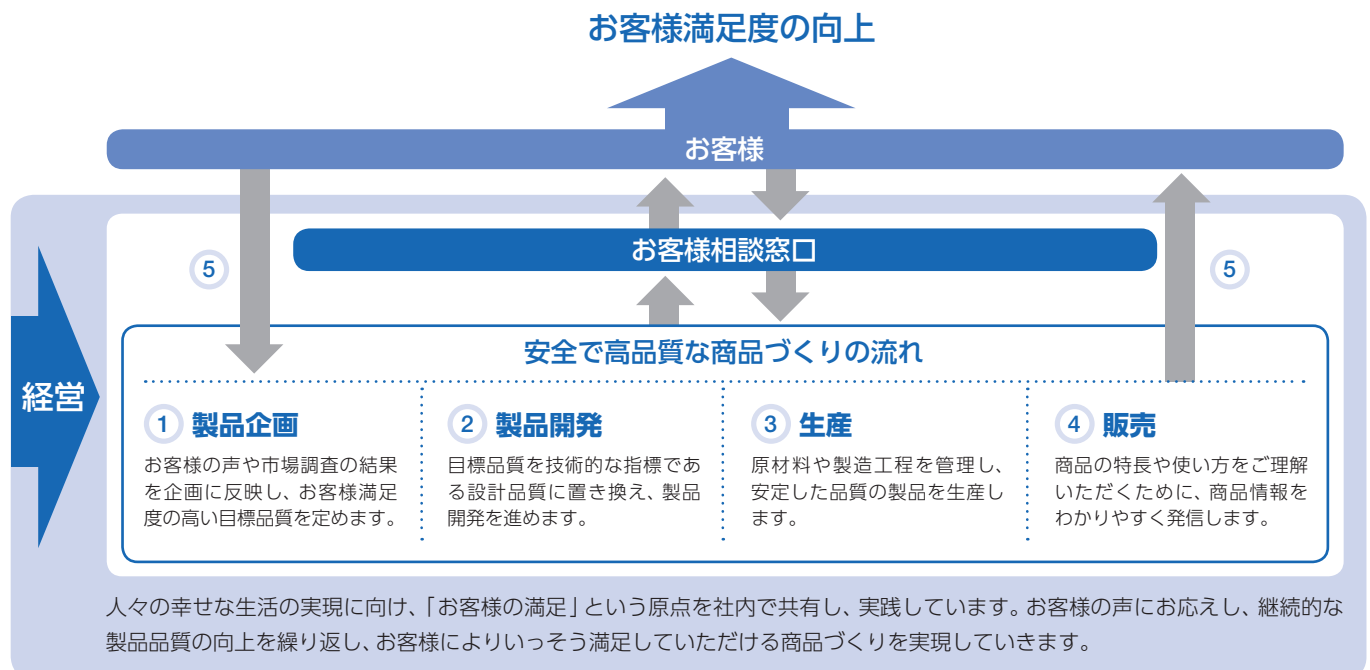 お客様満足度の向上
お客様
お客様相談窓口
5
5
経営
安全で高品質な商品づくりの流れ
1 製品企画
お客様の声や市場調査の結果
を企画に反映し、お客様満足
度の高い目標品質を定めます。
2 製品開発
目標品質を技術的な指標であ
る設計品質に置き換え、製品
開発を進めます。
3 生産
原材料や製造工程を管理し、
安定した品質の製品を生産し
ます。
4 販売
商品の特長や使い方をご理解
いただくために、商品情報を
わかりやすく発信します。
人々の幸せな生活の実現に向け、「お客様の満足」という原点を社内で共有し、実践しています。お客様の声にお応えし、継続的な
製品品質の向上を繰り返し、お客様によりいっそう満足していただける商品づくりを実現していきます。